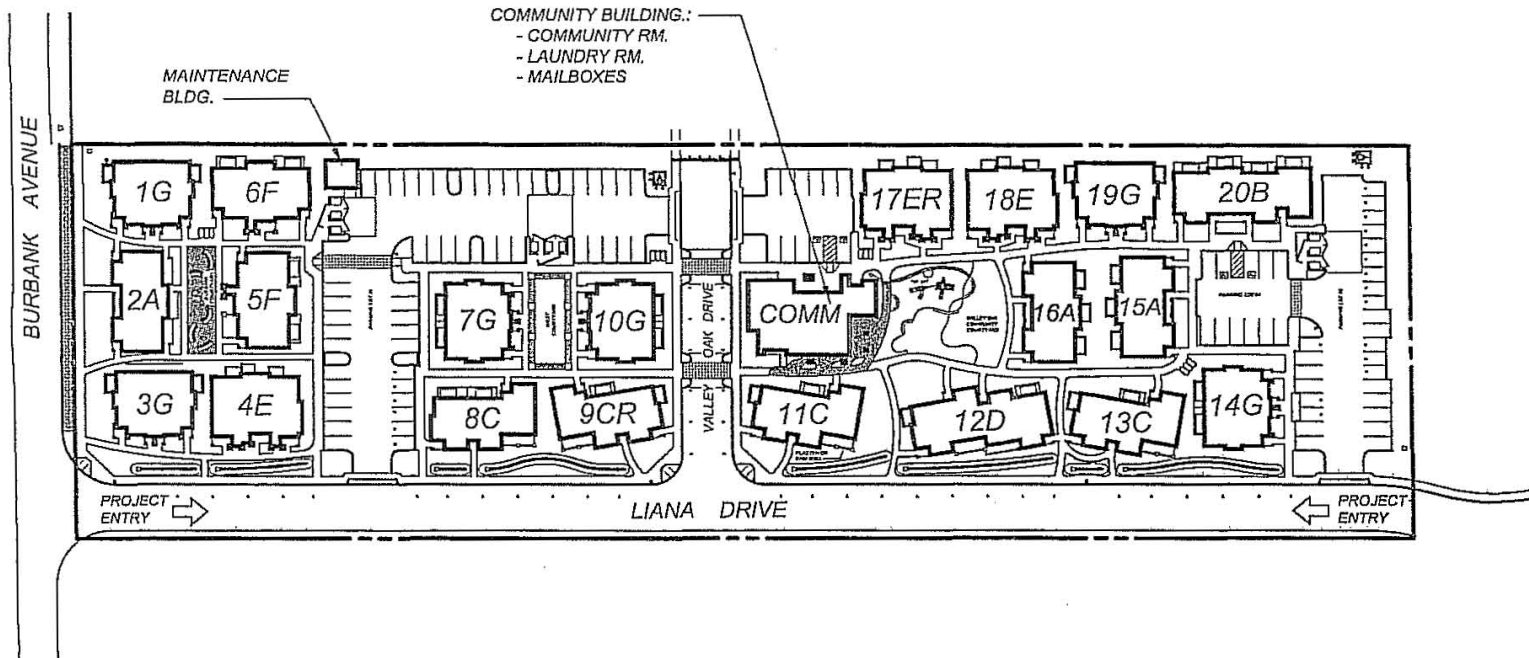 COMMUNITY BUILDING.:
- COMMUNITY RM.
- LAUNDRY RM.
- MAILBOXES
MAINTENANCE
BLDG.
BURBANK AVENUE
1G
6F
17ER
18E
19G
20B
2A
5F
7G
10G
COMM
16A
15A
VALLEY OAK DRIVE
3G
4E
8C
9CR
11C
12D
13C
14G
PROJECT
ENTRY
LIANA DRIVE
PROJECT
ENTRY